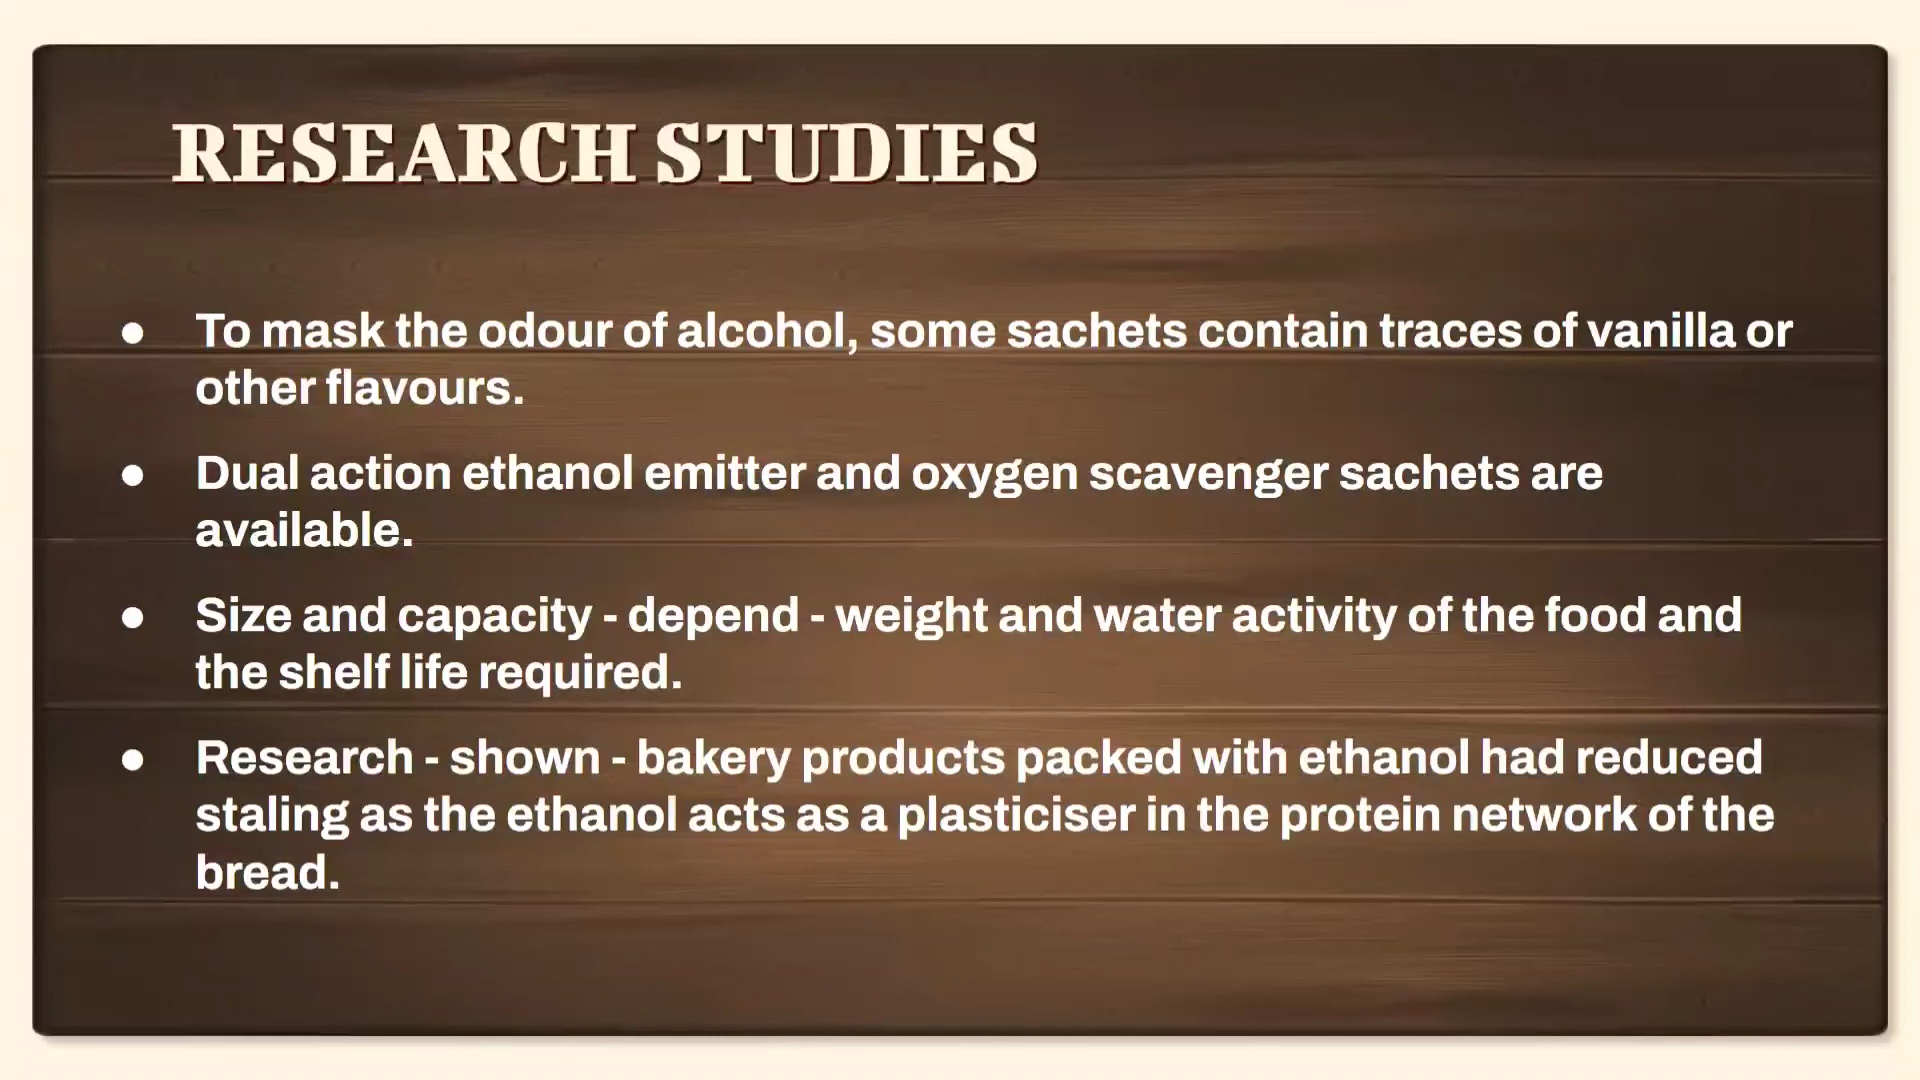 RESEARCH STUDIES
● To mask the odour of alcohol, some sachets contain traces of vanilla or
other flavours.
● Dual action ethanol emitter and oxygen scavenger sachets are
available.
● Size and capacity - depend - weight and water activity of the food and
the shelf life required.
● Research - shown - bakery products packed with ethanol had reduced
staling as the ethanol acts as a plasticiser in the protein network of the
bread.